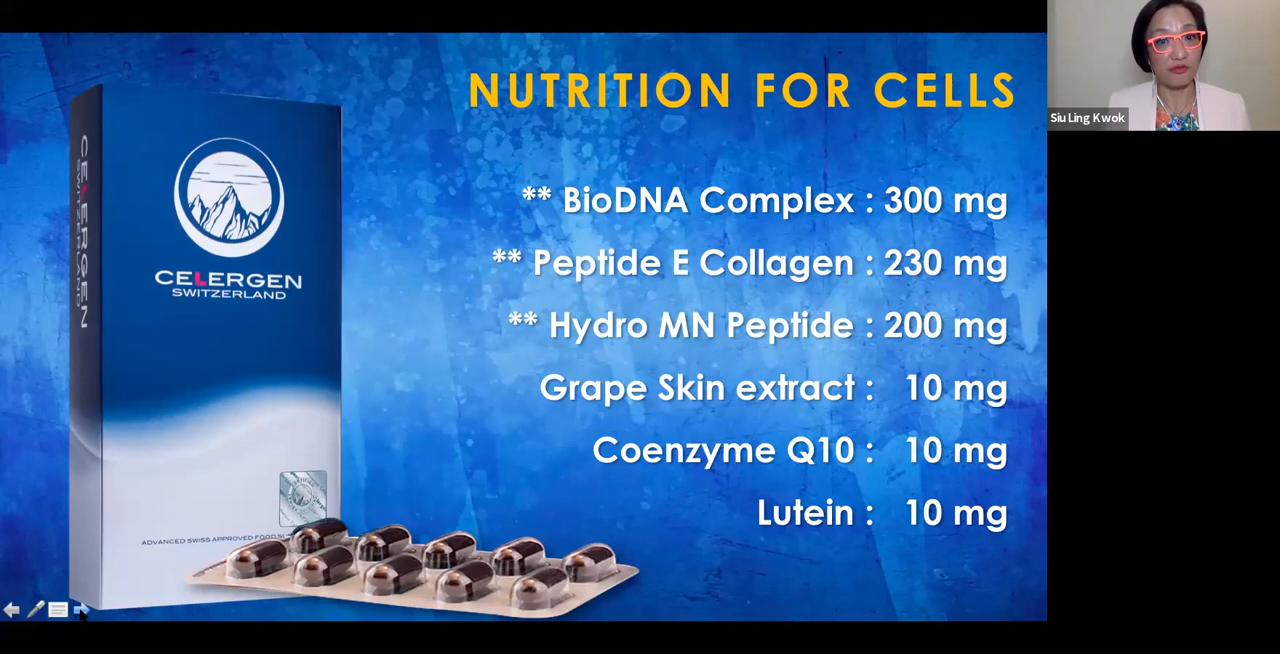 NUTRITION FOR CELLS
** BioDNA Complex : 300 mg
** Peptide E Collagen : 230 mg
** Hydro MN Peptide : 200 mg
Grape Skin extract : 10 mg
Coenzyme Q10 : 10 mg
Lutein : 10 mg
CELERGEN
SWITZERLAND
CELERGEN
SWITZERLAND
ADVANCED SWISS APPROVED FOOD
Siu Ling Kwok